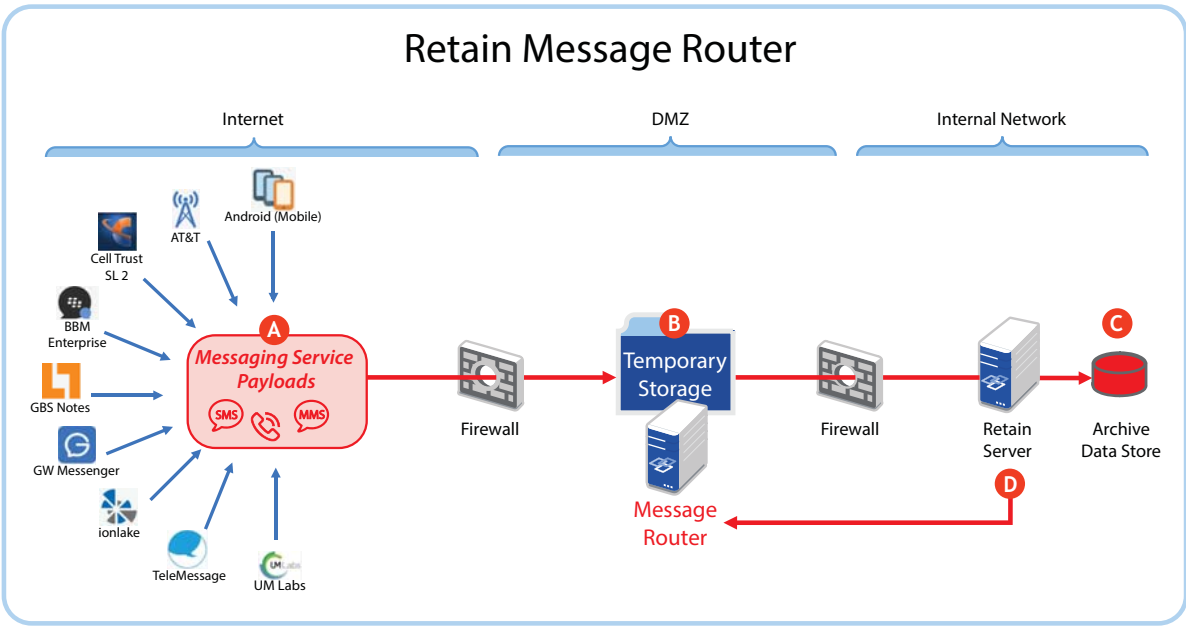 Retain Message Router
Internet
DMZ
Internal Network
Android (Mobile)
AT&T
Cell Trust
SL 2
BBM
Enterprise
GBS Notes
GW Messenger
ionlake
TeleMessage
UM Labs
UM Labs
A
Messaging Service
Payloads
SMS
MMS
Firewall
B
Temporary
Storage
Message
Router
Firewall
Retain
Server
D
C
Archive
Data Store